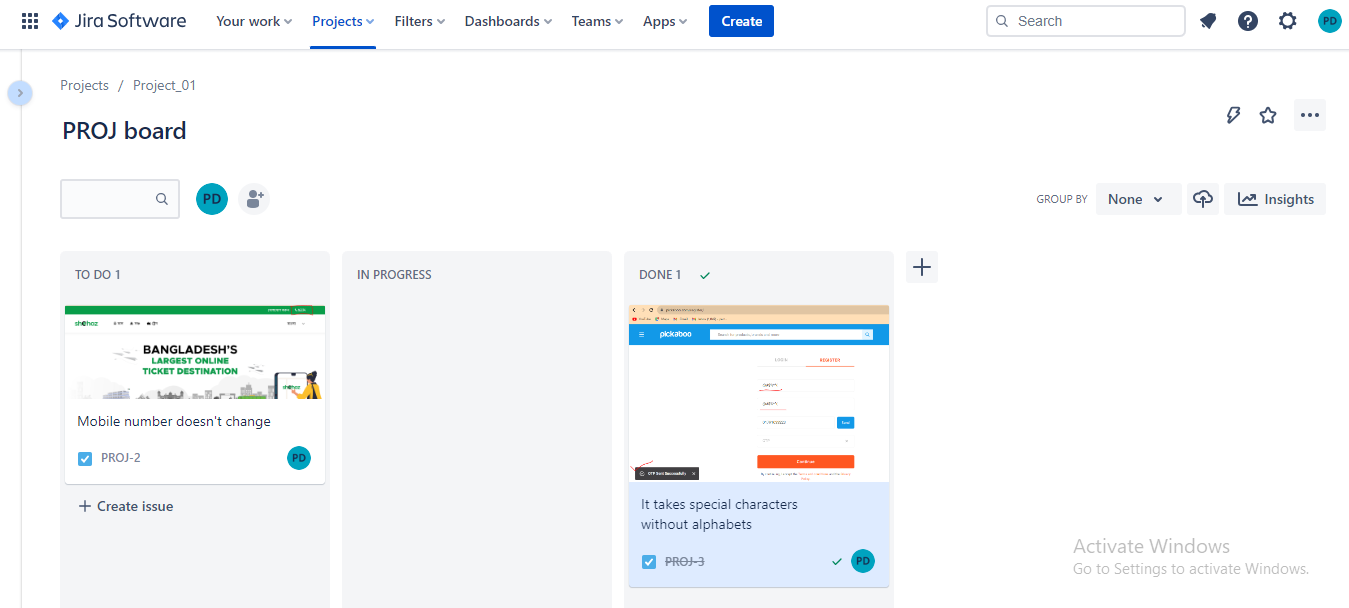 Jira Software Your work Projects Filters Dashboards Teams Apps Create Search PD
Projects / Project_01
PROJ board
PD GROUP BY None Insights
TO DO 1
IN PROGRESS
DONE 1
shohoz
BANGLADESH'S
LARGEST ONLINE
TICKET DESTINATION
shohoz
Mobile number doesn't change
PROJ-2 PD
Create issue
pickaboo
LOGIN REGISTER
Continue
OTP Sent Successfully
It takes special characters
without alphabets
PROJ-3 PD
Activate Windows
Go to Settings to activate Windows.